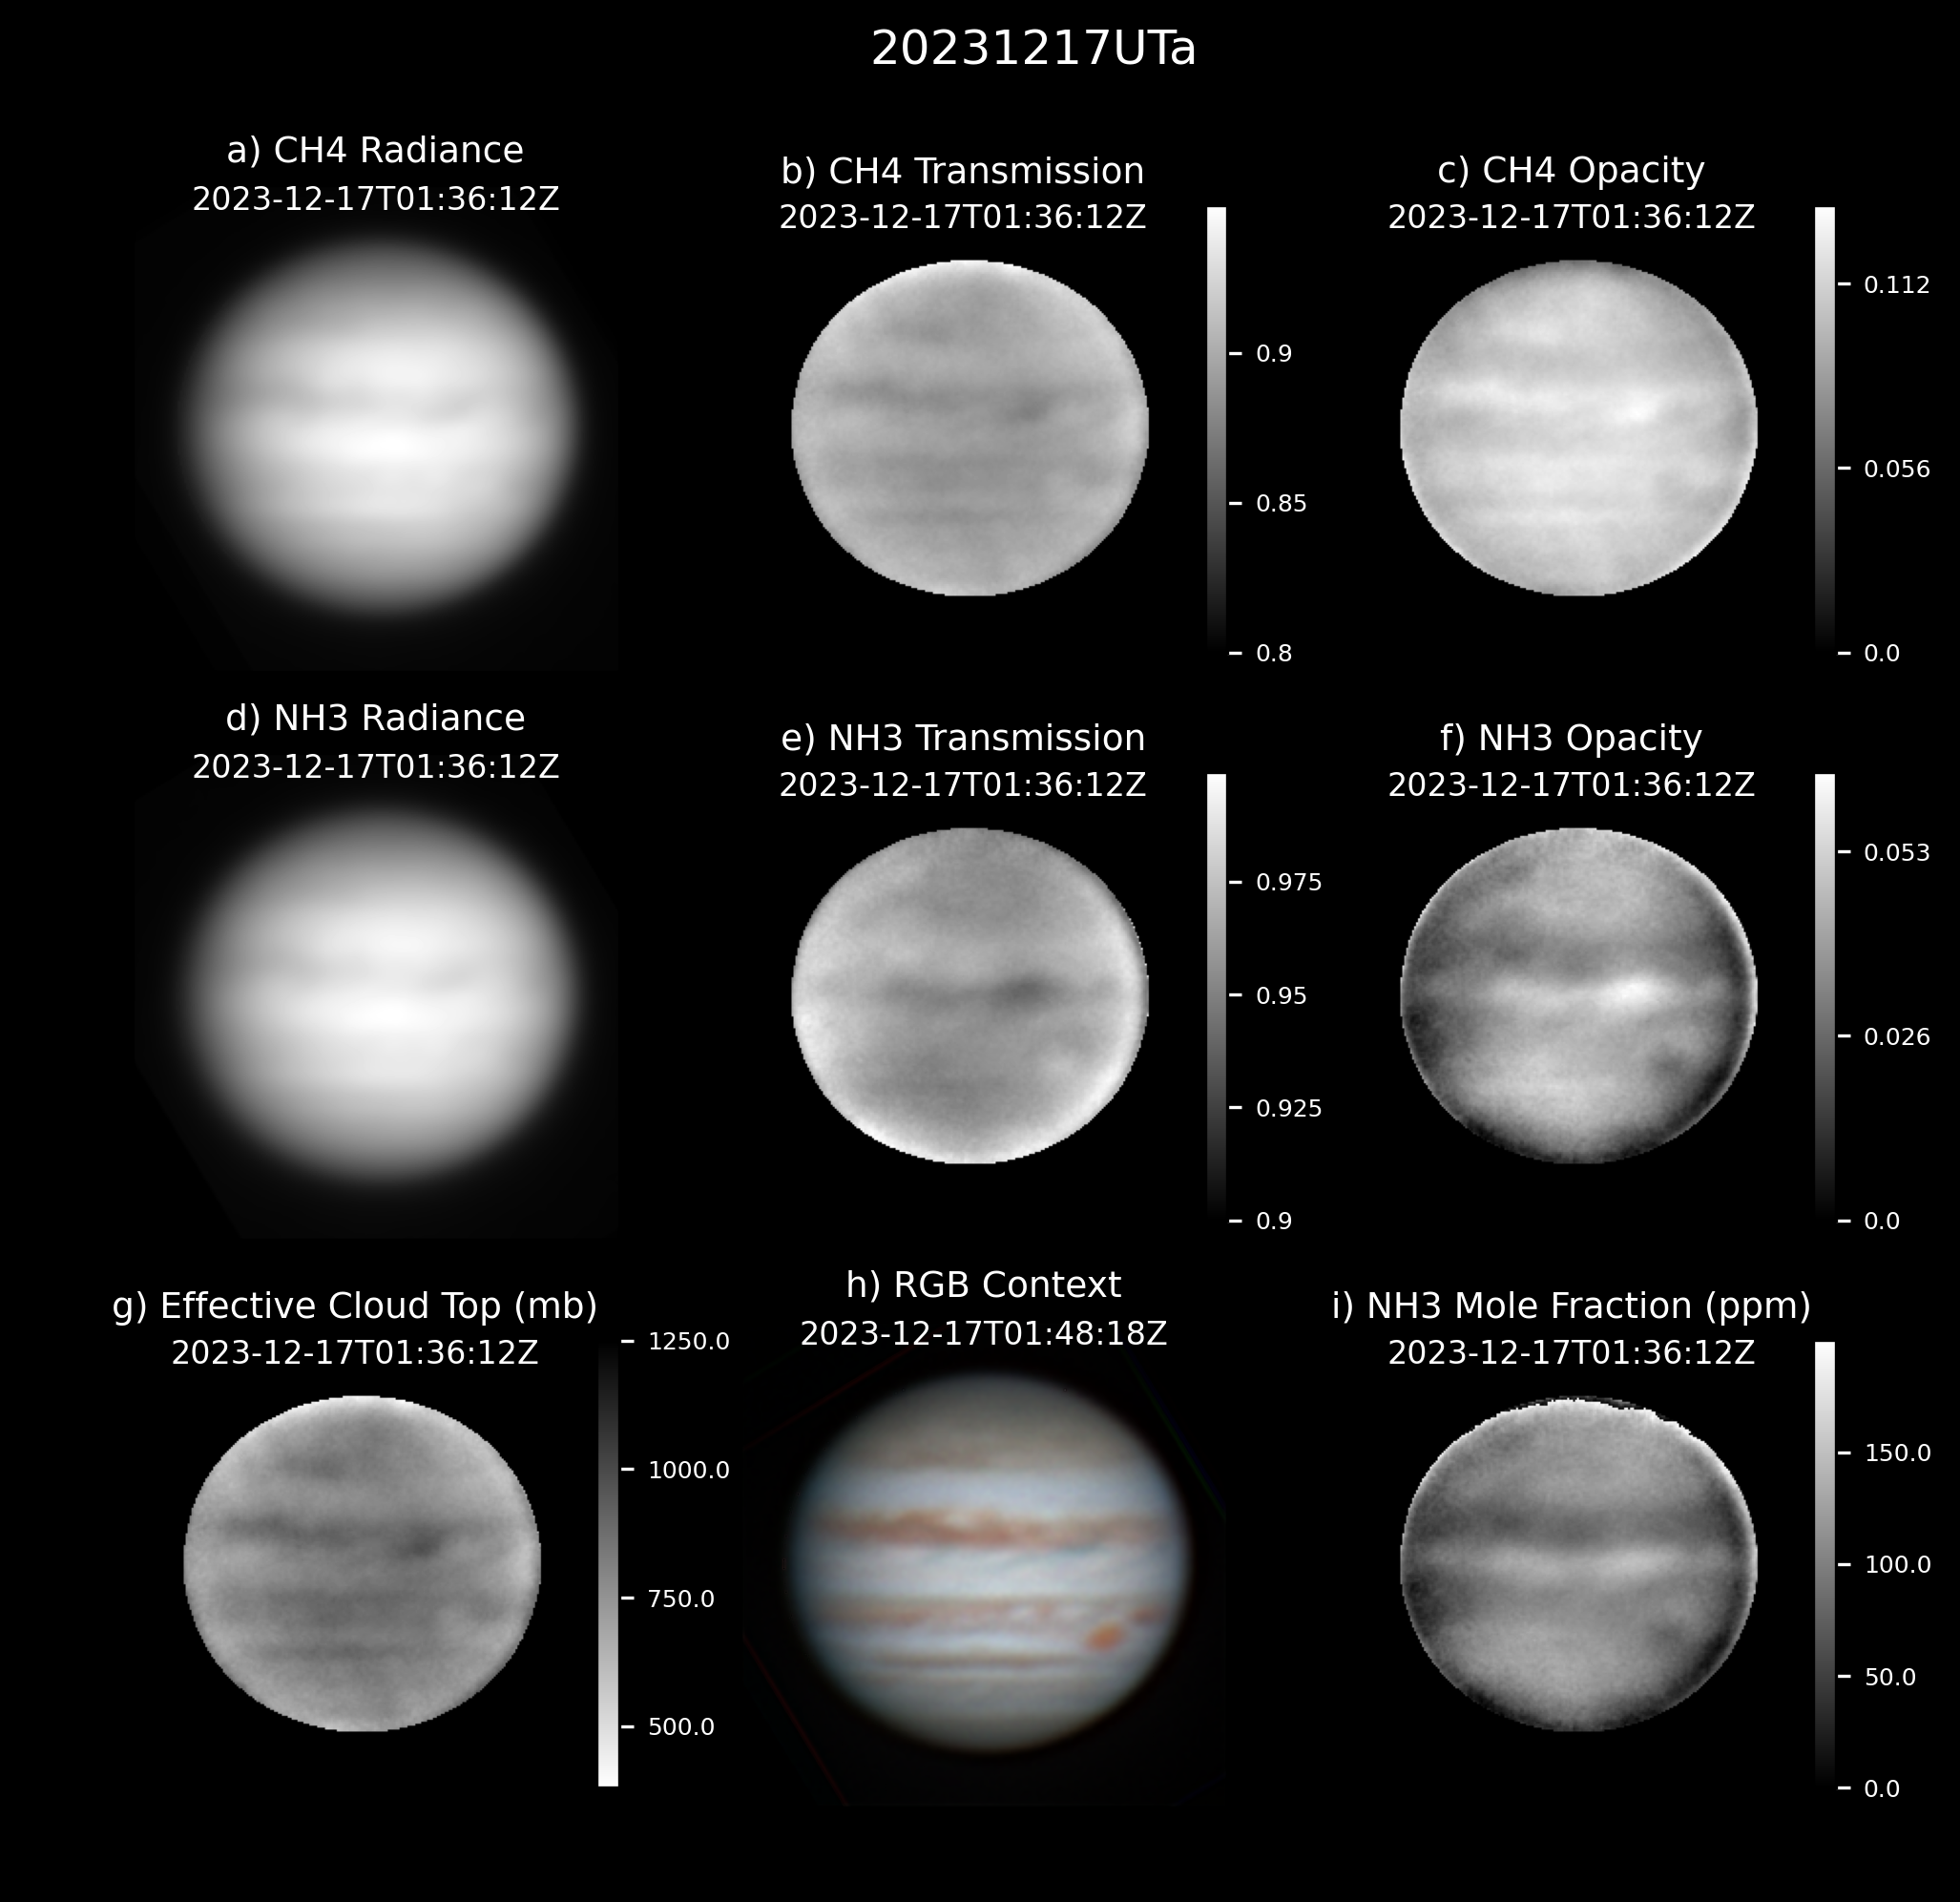 20231217UTa
a) CH4 Radiance
2023-12-17T01:36:12Z
b) CH4 Transmission
2023-12-17T01:36:12Z
0.9
0.85
0.8
c) CH4 Opacity
2023-12-17T01:36:12Z
0.112
0.056
0.0
d) NH3 Radiance
2023-12-17T01:36:12Z
e) NH3 Transmission
2023-12-17T01:36:12Z
0.975
0.95
0.925
0.9
f) NH3 Opacity
2023-12-17T01:36:12Z
0.053
0.026
0.0
g) Effective Cloud Top (mb)
2023-12-17T01:36:12Z
1250.0
1000.0
750.0
500.0
h) RGB Context
2023-12-17T01:48:18Z
i) NH3 Mole Fraction (ppm)
2023-12-17T01:36:12Z
150.0
100.0
50.0
0.0